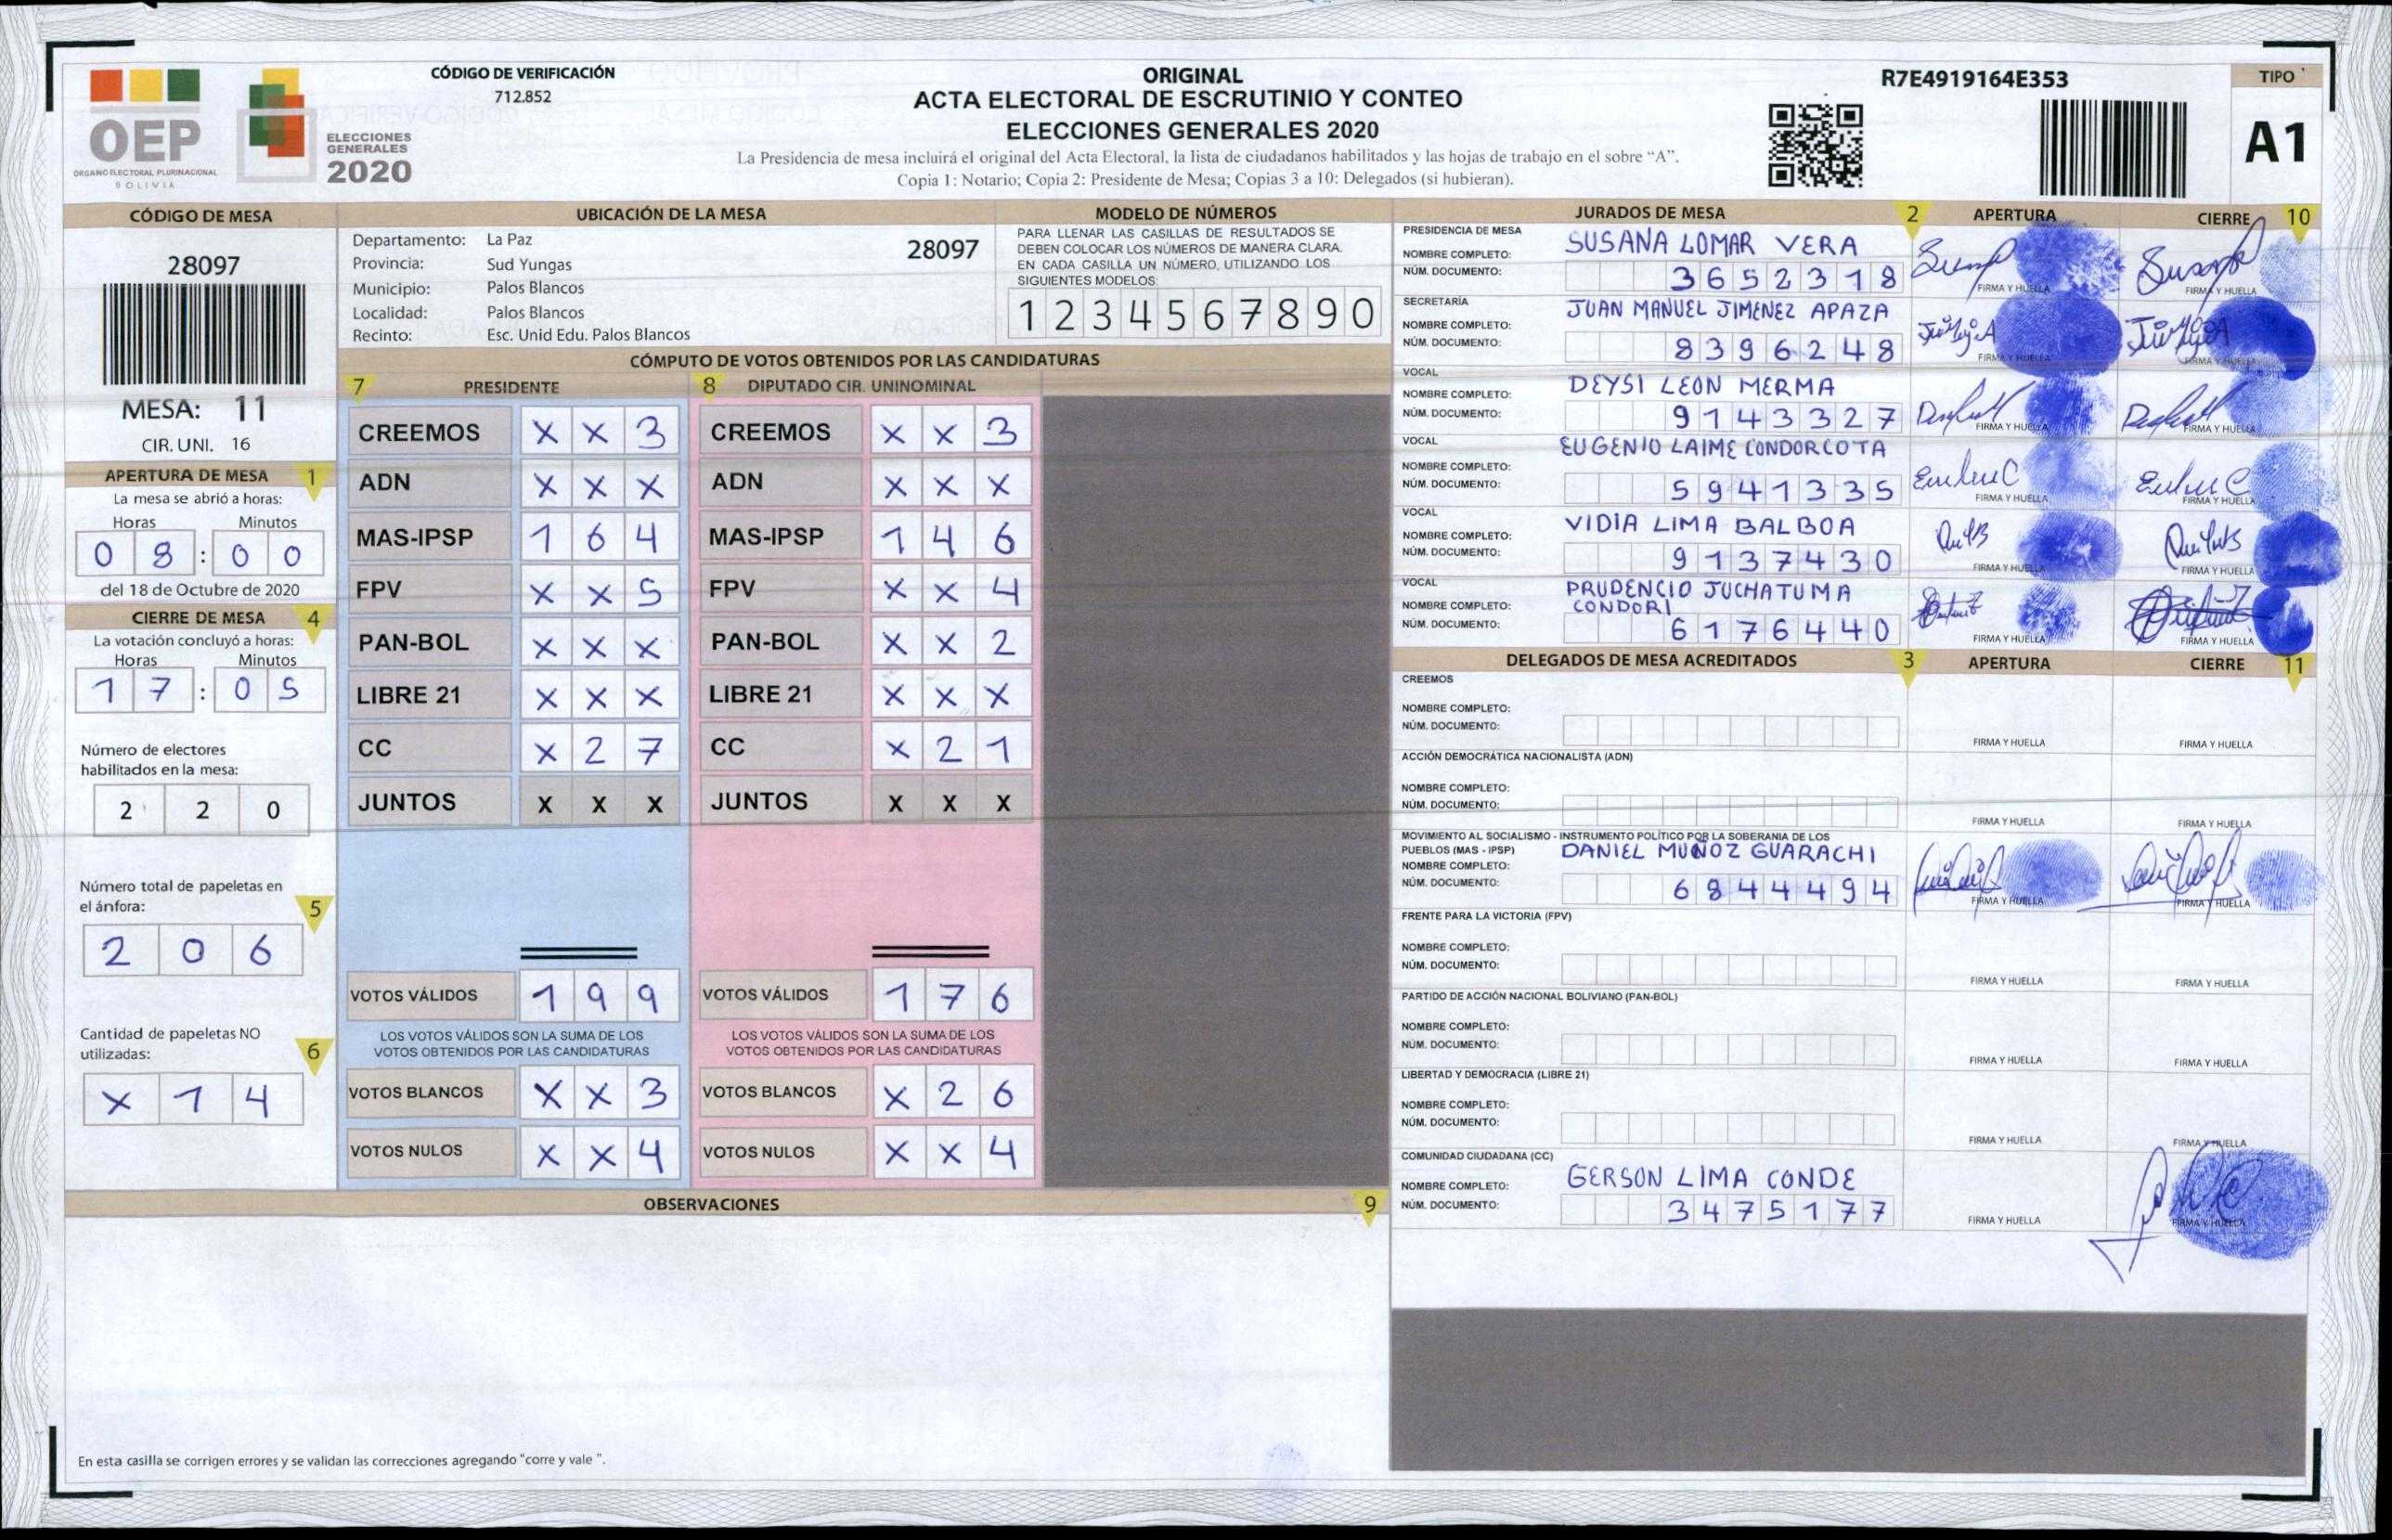 CÓDIGO DE VERIFICACIÓN
712.852
ORIGINAL
ACTA ELECTORAL DE ESCRUTINIO Y CONTEO
ELECCIONES GENERALES 2020
La Presidencia de mesa incluirá el original del Acta Electoral, la lista de ciudadanos habilitados y las hojas de trabajo en el sobre “A”.
Copia 1: Notario; Copia 2: Presidente de Mesa; Copias 3 a 10: Delegados (si hubieran).
R7E4919164E353
TIPO
A1
OEP
ÓRGANO ELECTORAL PLURINACIONAL
BOLIVIA
ELECCIONES
GENERALES
2020
CÓDIGO DE MESA
28097
MESA: 11
CIR. UNI. 16
APERTURA DE MESA 1
La mesa se abrió a horas:
Horas Minutos
0 8 : 0 0
del 18 de Octubre de 2020
CIERRE DE MESA 4
La votación concluyó a horas:
Horas Minutos
1 7 : 0 5
Número de electores
habilitados en la mesa:
2 2 0
Número total de papeletas en
el ánfora: 5
2 0 6
Cantidad de papeletas NO
utilizadas: 6
X 1 4
UBICACIÓN DE LA MESA
Departamento: La Paz 28097
Provincia: Sud Yungas
Municipio: Palos Blancos
Localidad: Palos Blancos
Recinto: Esc. Unid Edu. Palos Blancos
MODELO DE NÚMEROS
PARA LLENAR LAS CASILLAS DE RESULTADOS SE
DEBEN COLOCAR LOS NÚMEROS DE MANERA CLARA.
EN CADA CASILLA UN NÚMERO, UTILIZANDO LOS
SIGUIENTES MODELOS:
1 2 3 4 5 6 7 8 9 0
CÓMPUTO DE VOTOS OBTENIDOS POR LAS CANDIDATURAS
7 PRESIDENTE 8 DIPUTADO CIR. UNINOMINAL
CREEMOS X X 3 CREEMOS X X 3
ADN X X X ADN X X X
MAS-IPSP 1 6 4 MAS-IPSP 1 4 6
FPV X X 5 FPV X X 4
PAN-BOL X X X PAN-BOL X X 2
LIBRE 21 X X X LIBRE 21 X X X
CC X 2 7 CC X 2 1
JUNTOS X X X JUNTOS X X X
VOTOS VÁLIDOS 1 9 9 VOTOS VÁLIDOS 1 7 6
LOS VOTOS VÁLIDOS SON LA SUMA DE LOS LOS VOTOS VÁLIDOS SON LA SUMA DE LOS
VOTOS OBTENIDOS POR LAS CANDIDATURAS VOTOS OBTENIDOS POR LAS CANDIDATURAS
VOTOS BLANCOS X X 3 VOTOS BLANCOS X 2 6
VOTOS NULOS X X 4 VOTOS NULOS X X 4
OBSERVACIONES 9
En esta casilla se corrigen errores y se validan las correcciones agregando "corre y vale ".
JURADOS DE MESA 2 APERTURA CIERRE 10
PRESIDENCIA DE MESA
NOMBRE COMPLETO: SUSANA LOMAR VERA
NÚM. DOCUMENTO: 3652318 FIRMA Y HUELLA FIRMA Y HUELLA
SECRETARÍA
NOMBRE COMPLETO: JUAN MANUEL JIMENEZ APAZA
NÚM. DOCUMENTO: 8396248 FIRMA Y HUELLA FIRMA Y HUELLA
VOCAL
NOMBRE COMPLETO: DEYSI LEON MERMA
NÚM. DOCUMENTO: 9143327 FIRMA Y HUELLA FIRMA Y HUELLA
VOCAL
NOMBRE COMPLETO: EUGENIO LAIME CONDORCOTA
NÚM. DOCUMENTO: 5941335 FIRMA Y HUELLA FIRMA Y HUELLA
VOCAL
NOMBRE COMPLETO: VIDIA LIMA BALBOA
NÚM. DOCUMENTO: 9137430 FIRMA Y HUELLA FIRMA Y HUELLA
VOCAL
NOMBRE COMPLETO: PRUDENCIO JUCHATUMA
CONDORI
NÚM. DOCUMENTO: 6176440 FIRMA Y HUELLA FIRMA Y HUELLA
DELEGADOS DE MESA ACREDITADOS 3 APERTURA CIERRE 11
CREEMOS
NOMBRE COMPLETO:
NÚM. DOCUMENTO: FIRMA Y HUELLA FIRMA Y HUELLA
ACCIÓN DEMOCRÁTICA NACIONALISTA (ADN)
NOMBRE COMPLETO:
NÚM. DOCUMENTO: FIRMA Y HUELLA FIRMA Y HUELLA
MOVIMIENTO AL SOCIALISMO - INSTRUMENTO POLÍTICO POR LA SOBERANIA DE LOS
PUEBLOS (MAS - IPSP)
NOMBRE COMPLETO: DANIEL MUÑOZ GUARACHI
NÚM. DOCUMENTO: 6844494 FIRMA Y HUELLA FIRMA Y HUELLA
FRENTE PARA LA VICTORIA (FPV)
NOMBRE COMPLETO:
NÚM. DOCUMENTO: FIRMA Y HUELLA FIRMA Y HUELLA
PARTIDO DE ACCIÓN NACIONAL BOLIVIANO (PAN-BOL)
NOMBRE COMPLETO:
NÚM. DOCUMENTO: FIRMA Y HUELLA FIRMA Y HUELLA
LIBERTAD Y DEMOCRACIA (LIBRE 21)
NOMBRE COMPLETO:
NÚM. DOCUMENTO: FIRMA Y HUELLA FIRMA Y HUELLA
COMUNIDAD CIUDADANA (CC)
NOMBRE COMPLETO: GERSON LIMA CONDE
NÚM. DOCUMENTO: 3475177 FIRMA Y HUELLA FIRMA Y HUELLA